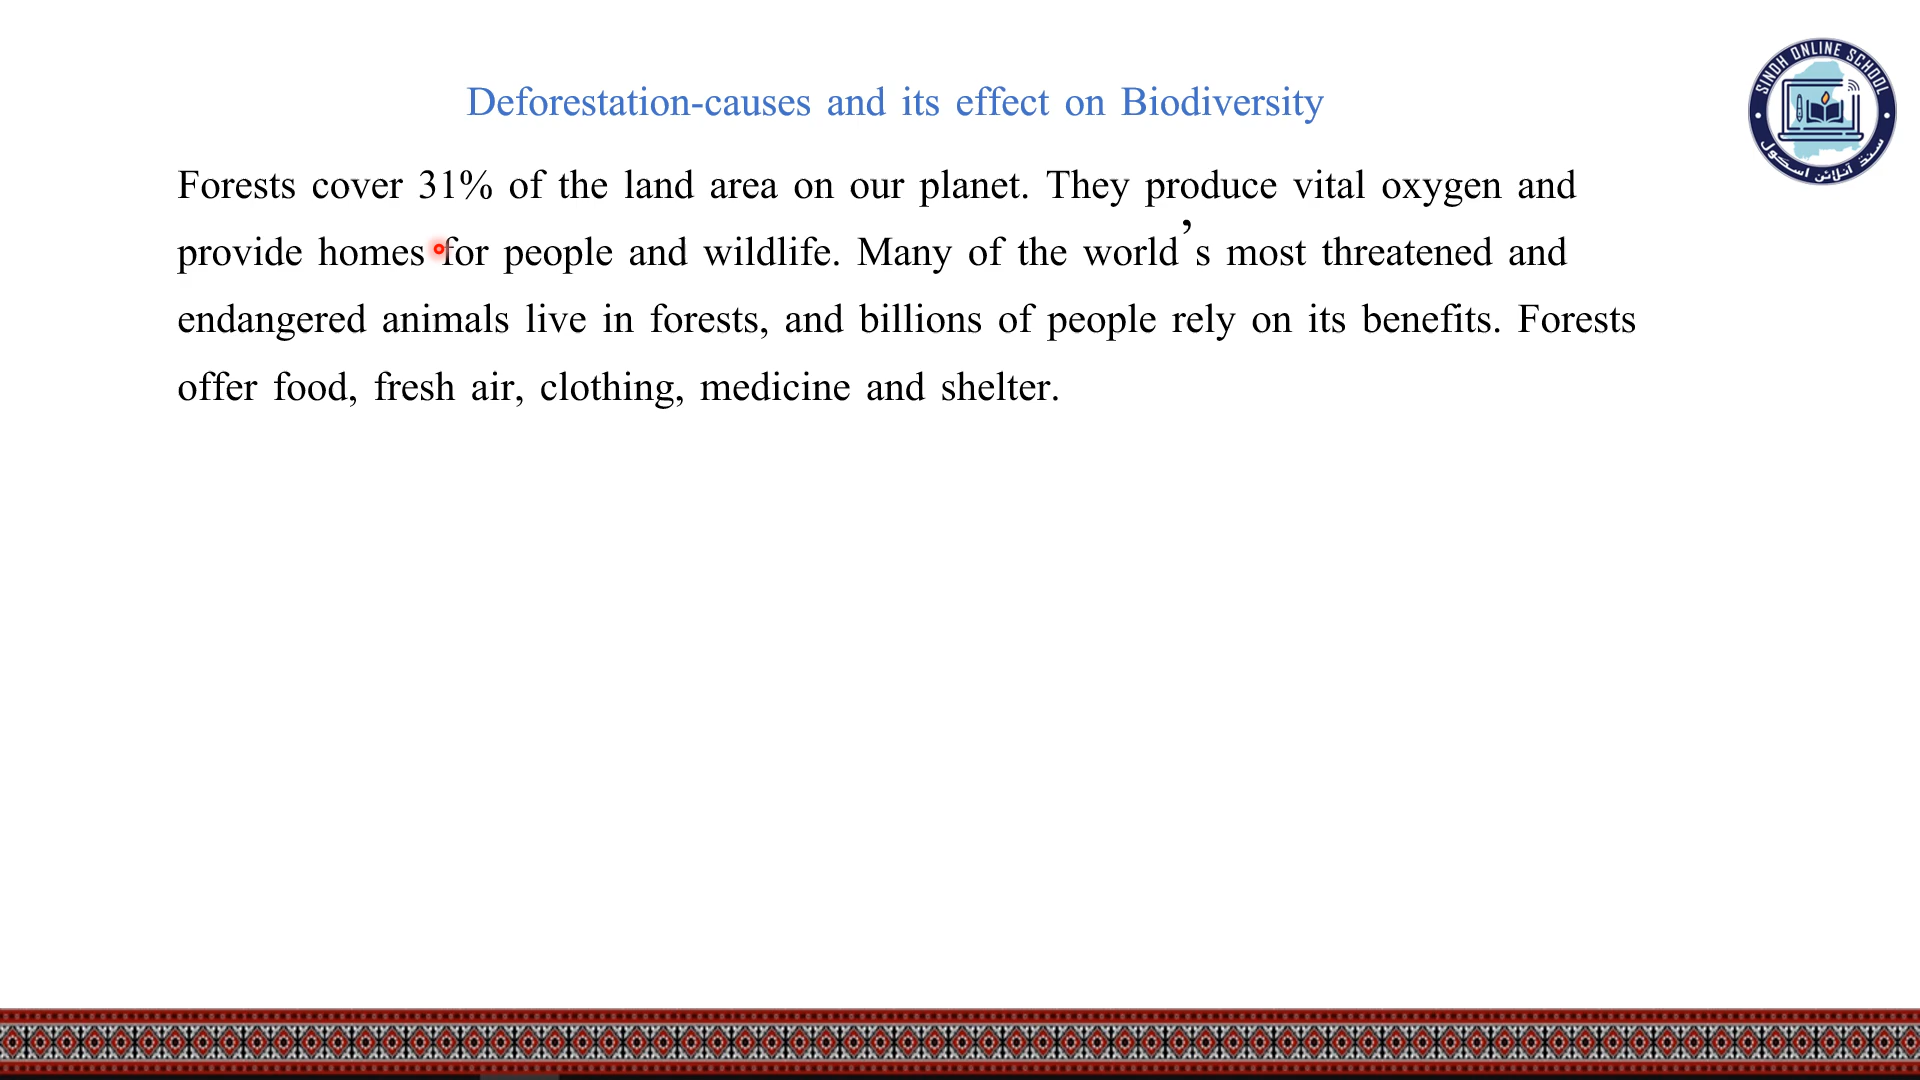 Deforestation-causes and its effect on Biodiversity
Forests cover 31% of the land area on our planet. They produce vital oxygen and
provide homes for people and wildlife. Many of the world’s most threatened and
endangered animals live in forests, and billions of people rely on its benefits. Forests
offer food, fresh air, clothing, medicine and shelter.
SINDH ONLINE SCHOOL
سنڌ آنلائن اسڪول